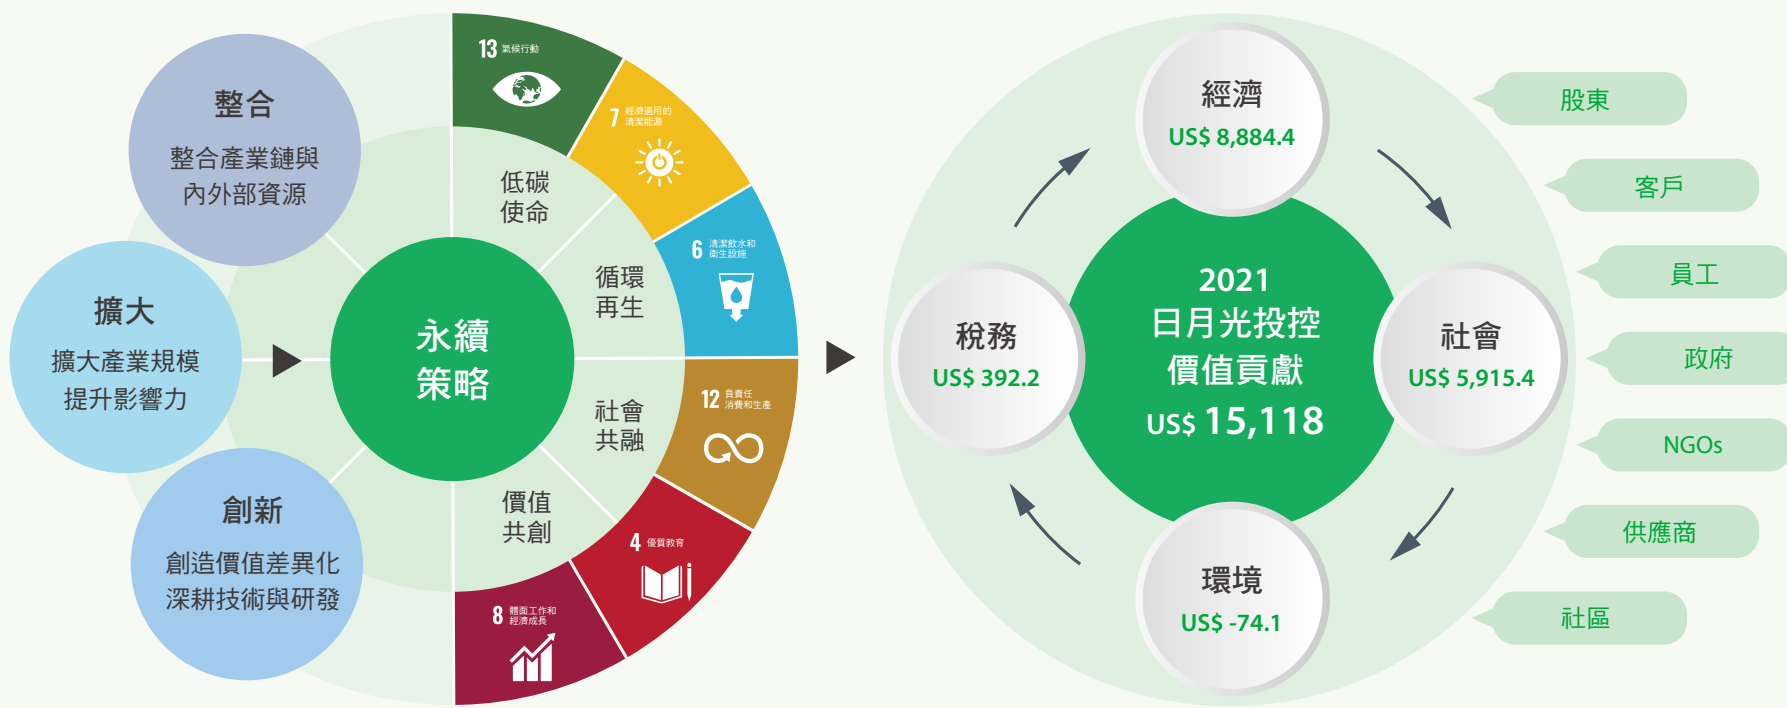 整合
整合產業鏈與
內外部資源
擴大
擴大產業規模
提升影響力
創新
創造價值差異化
深耕技術與研發
永續
策略
低碳
使命
循環
再生
社會
共融
價值
共創
13 氣候行動
7 經濟適用的
清潔能源
6 清潔飲水和
衛生設施
12 負責任
消費和生產
4 優質教育
8 體面工作和
經濟成長
經濟
US$ 8,884.4
社會
US$ 5,915.4
環境
US$ -74.1
稅務
US$ 392.2
2021
日月光投控
價值貢獻
US$ 15,118
股東
客戶
員工
政府
NGOs
供應商
社區